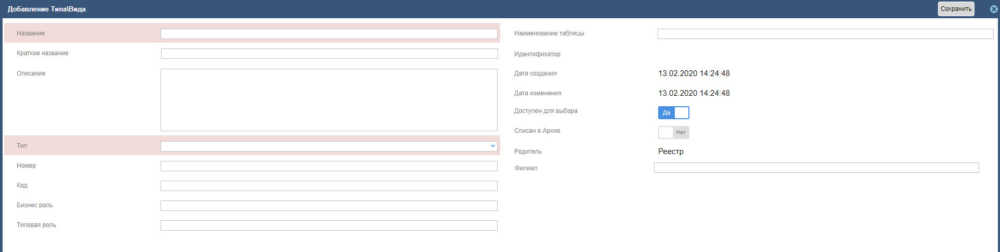 Добавление Типа\Вида
Сохранить
Название
Краткое название
Описание
Тип
Номер
Код
Бизнес роль
Типовая роль
Наименование таблицы
Идентификатор
Дата создания 13.02.2020 14:24:48
Дата изменения 13.02.2020 14:24:48
Доступен для выбора Да
Списан в Архив Нет
Родитель Реестр
Филиал